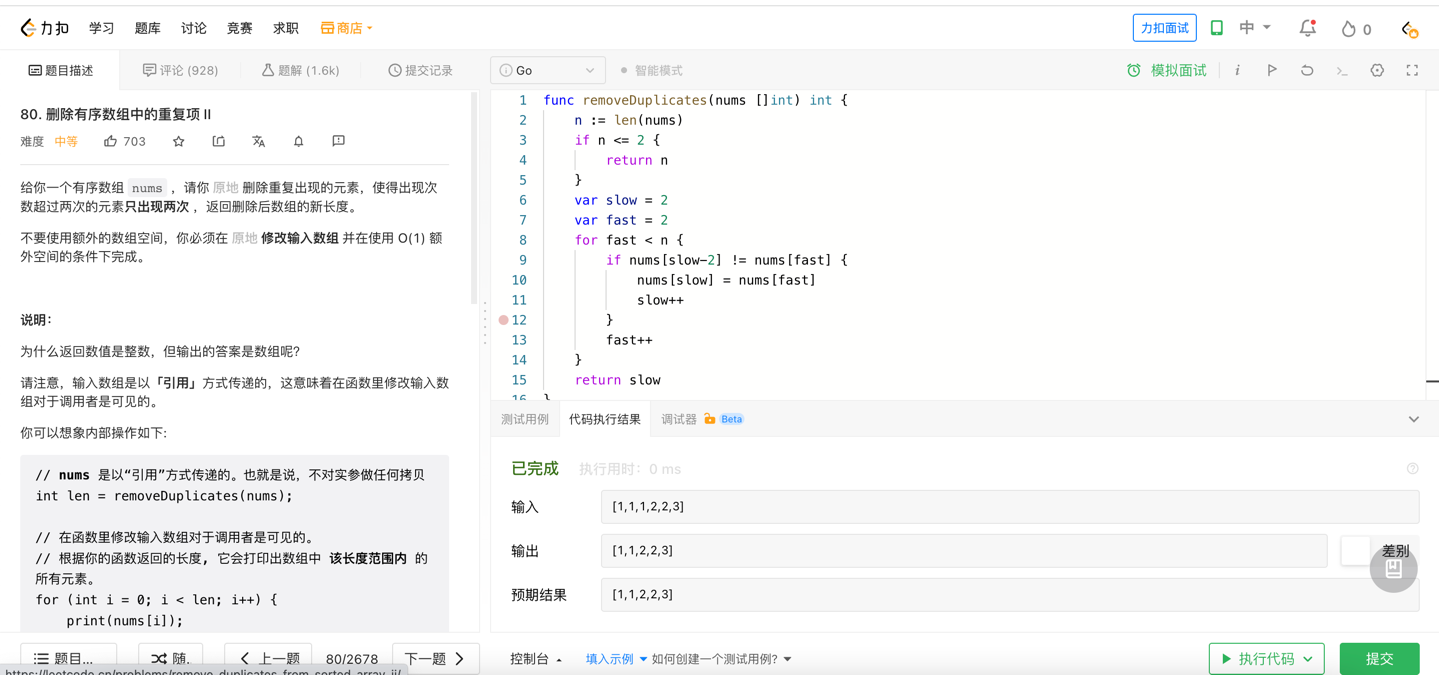 力扣 学习 题库 讨论 竞赛 求职 商店 力扣面试 中 0
题目描述 评论 (928) 题解 (1.6k) 提交记录
Go 智能模式 模拟面试 i
80. 删除有序数组中的重复项 II
难度 中等 703
给你一个有序数组 nums ，请你 原地 删除重复出现的元素，使得出现次
数超过两次的元素只出现两次 ，返回删除后数组的新长度。
不要使用额外的数组空间，你必须在 原地 修改输入数组 并在使用 O(1) 额
外空间的条件下完成。
说明：
为什么返回数值是整数，但输出的答案是数组呢？
请注意，输入数组是以「引用」方式传递的，这意味着在函数里修改输入数
组对于调用者是可见的。
你可以想象内部操作如下:
// nums 是以“引用”方式传递的。也就是说，不对实参做任何拷贝
int len = removeDuplicates(nums);
// 在函数里修改输入数组对于调用者是可见的。
// 根据你的函数返回的长度, 它会打印出数组中 该长度范围内 的
所有元素。
for (int i = 0; i < len; i++) {
    print(nums[i]);
题目... 随. 上一题 80/2678 下一题
https://leetcode.cn/problems/remove-duplicates-from-sorted-array-ii/
1 func removeDuplicates(nums []int) int {
2     n := len(nums)
3     if n <= 2 {
4         return n
5     }
6     var slow = 2
7     var fast = 2
8     for fast < n {
9         if nums[slow-2] != nums[fast] {
10             nums[slow] = nums[fast]
11             slow++
12         }
13         fast++
14     }
15     return slow
16 }
测试用例 代码执行结果 调试器 Beta
已完成 执行用时：0 ms
输入 [1,1,1,2,2,3]
输出 [1,1,2,2,3] 差别
预期结果 [1,1,2,2,3]
控制台 填入示例 如何创建一个测试用例? 执行代码 提交